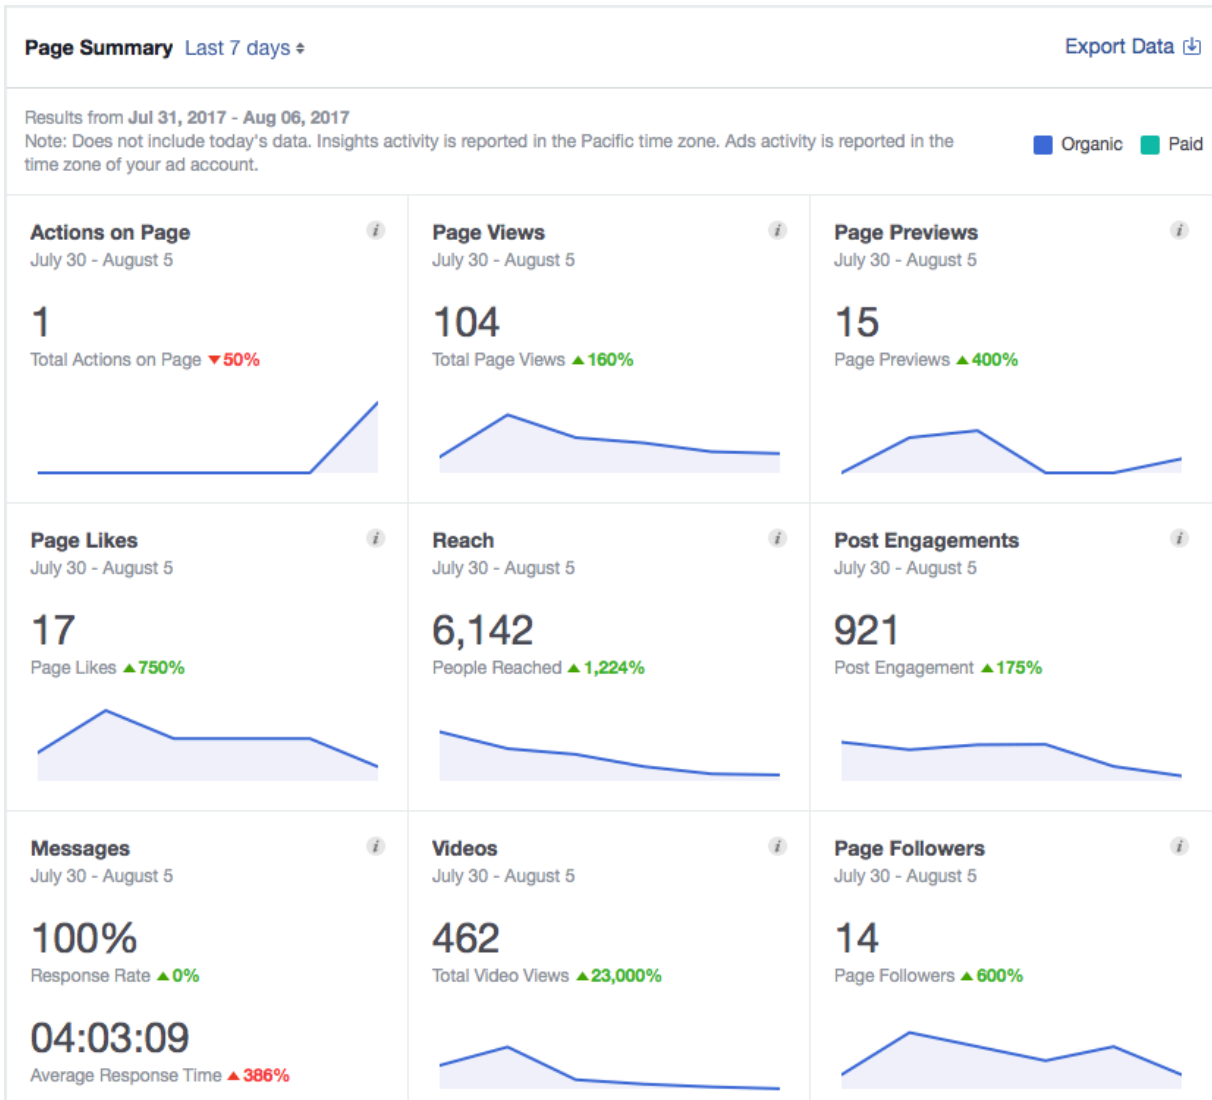 Page Summary Last 7 days
Export Data
Results from Jul 31, 2017 - Aug 06, 2017
Note: Does not include today's data. Insights activity is reported in the Pacific time zone. Ads activity is reported in the
time zone of your ad account.
Organic Paid
Actions on Page
July 30 - August 5
1
Total Actions on Page ▼50%
Page Views
July 30 - August 5
104
Total Page Views ▲160%
Page Previews
July 30 - August 5
15
Page Previews ▲400%
Page Likes
July 30 - August 5
17
Page Likes ▲750%
Reach
July 30 - August 5
6,142
People Reached ▲1,224%
Post Engagements
July 30 - August 5
921
Post Engagement ▲175%
Messages
July 30 - August 5
100%
Response Rate ▲0%
04:03:09
Average Response Time ▲386%
Videos
July 30 - August 5
462
Total Video Views ▲23,000%
Page Followers
July 30 - August 5
14
Page Followers ▲600%